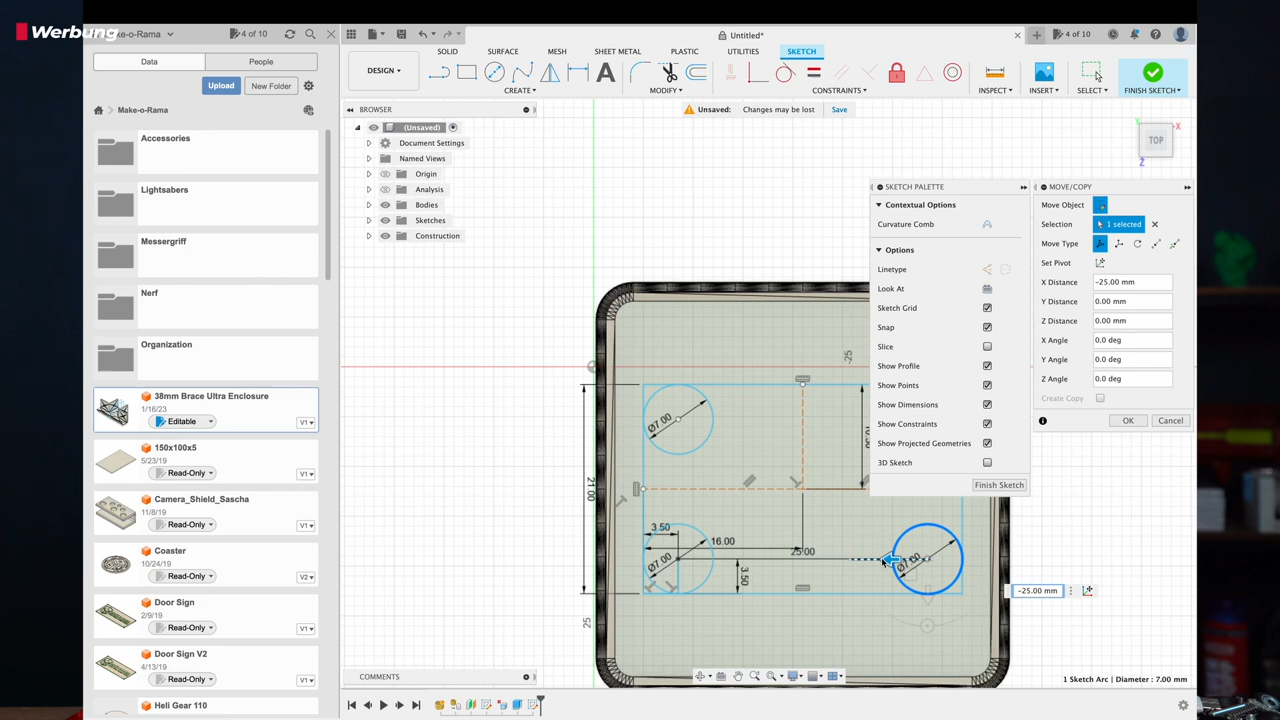 Werbung
-o-Rama
4 of 10
Untitled*
4 of 10
Data
People
Upload
New Folder
Make-o-Rama
Accessories
Lightsabers
Messergriff
Nerf
Organization
38mm Brace Ultra Enclosure
1/16/23
Editable
V1
150x100x5
5/23/19
Read-Only
V1
Camera_Shield_Sascha
11/8/19
Read-Only
V1
Coaster
10/24/19
Read-Only
V2
Door Sign
2/9/19
Read-Only
V1
Door Sign V2
4/13/19
Read-Only
V1
Heli Gear 110
SOLID
SURFACE
MESH
SHEET METAL
PLASTIC
UTILITIES
SKETCH
DESIGN
CREATE
MODIFY
CONSTRAINTS
INSPECT
INSERT
SELECT
FINISH SKETCH
BROWSER
Unsaved:
Changes may be lost
Save
(Unsaved)
Document Settings
Named Views
Origin
Analysis
Bodies
Sketches
Construction
TOP
X
Z
SKETCH PALETTE
Contextual Options
Curvature Comb
Options
Linetype
Look At
Sketch Grid
Snap
Slice
Show Profile
Show Points
Show Dimensions
Show Constraints
Show Projected Geometries
3D Sketch
Finish Sketch
MOVE/COPY
Move Object
Selection
1 selected
Move Type
Set Pivot
X Distance
-25.00 mm
Y Distance
0.00 mm
Z Distance
0.00 mm
X Angle
0.0 deg
Y Angle
0.0 deg
Z Angle
0.0 deg
Create Copy
OK
Cancel
-25
Ø7.00
21.00
3.50
16.00
25.00
Ø7.00
3.50
Ø7.00
-25.00 mm
25
COMMENTS
1 Sketch Arc | Diameter : 7.00 mm